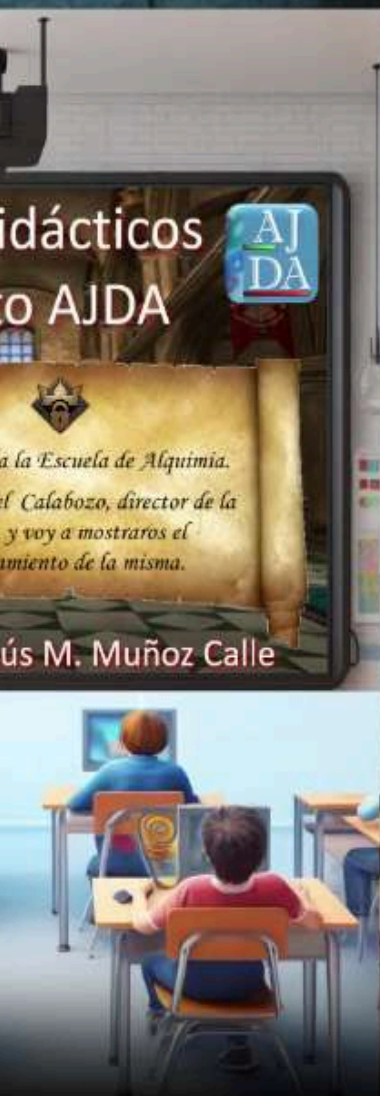 idácticos
to AJDA
AJ
DA
a la Escuela de Alquimia.
el Calabozo, director de la
y voy a mostraros el
amiento de la misma.
ús M. Muñoz Calle